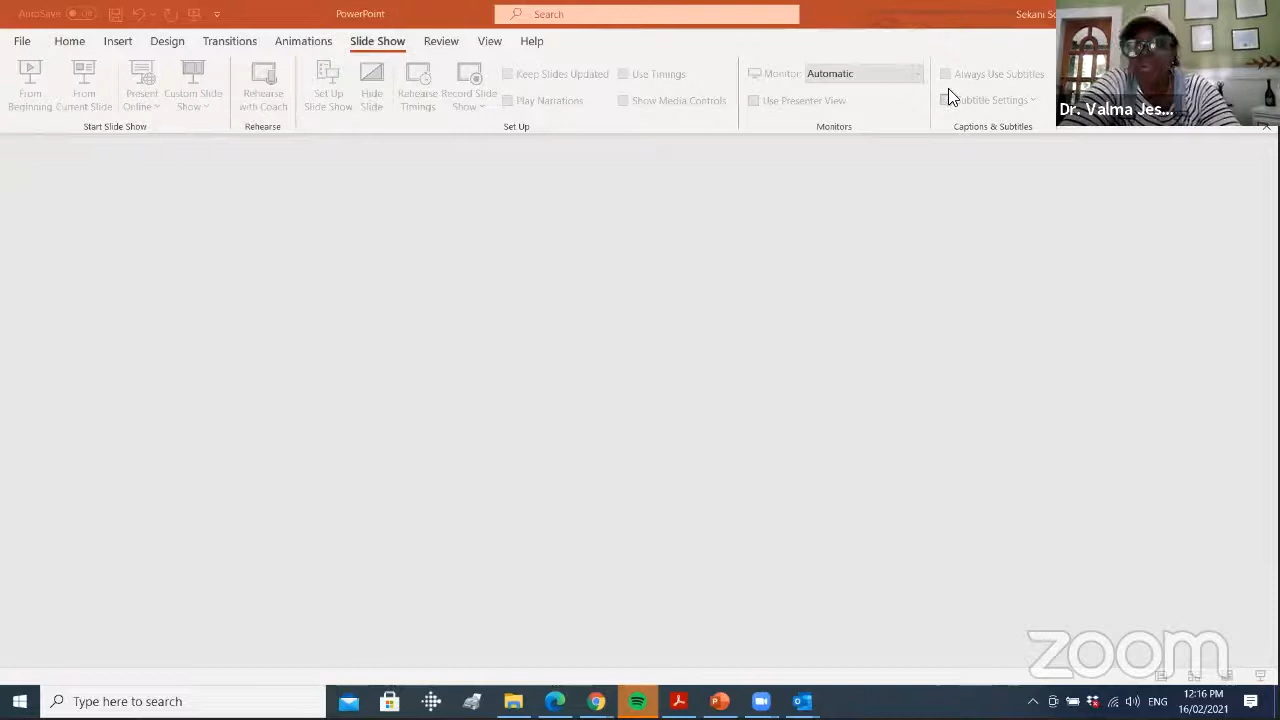 AutoSave Off PowerPoint Search Sekani So
File Home Insert Design Transitions Animations Slide Show Review View Help
From Beginning
From Current Slide
Present Online
Custom Slide Show
Rehearse with Coach
Set Up Slide Show
Hide Slide
Rehearse Timings
Record Slide Show
Keep Slides Updated
Play Narrations
Use Timings
Show Media Controls
Monitor: Automatic
Use Presenter View
Always Use Subtitles
Subtitle Settings
Start Slide Show Rehearse Set Up Monitors Captions & Subtitles
Dr. Valma Jes...
zoom
Type here to search
ENG
12:16 PM
16/02/2021